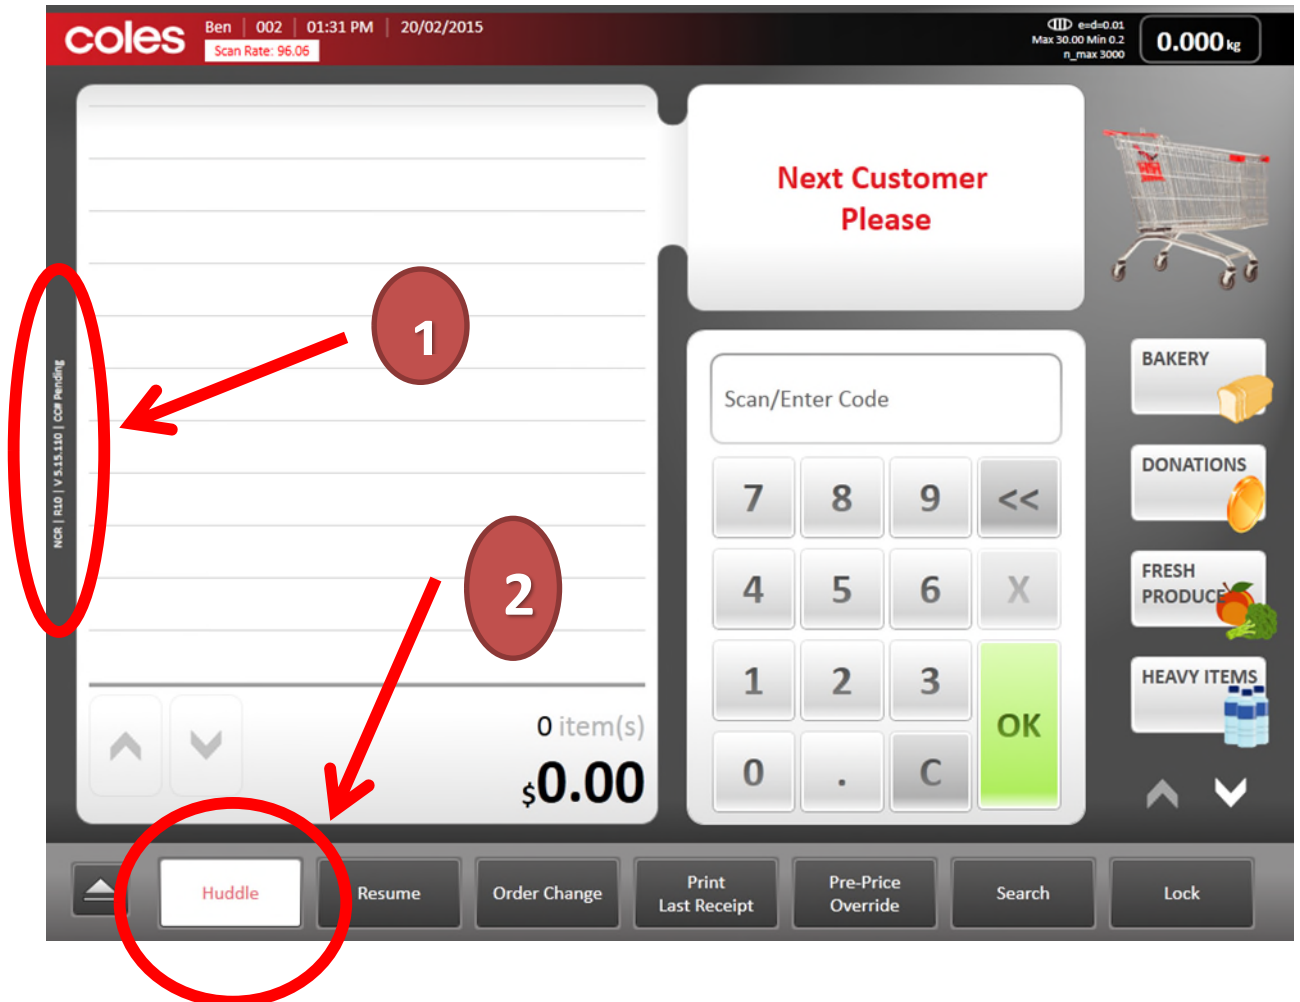 coles
Ben | 002 | 01:31 PM | 20/02/2015
Scan Rate: 96.06
e=d=0.01
Max 30.00 Min 0.2
n_max 3000
0.000 kg
Next Customer
Please
1
NCR | R10 | V 5.15.110 | CC# Pending
Scan/Enter Code
7 8 9 <<
4 5 6 X
1 2 3
OK
0 . C
BAKERY
DONATIONS
FRESH
PRODUCE
HEAVY ITEMS
2
0 item(s)
$0.00
Huddle
Resume
Order Change
Print
Last Receipt
Pre-Price
Override
Search
Lock